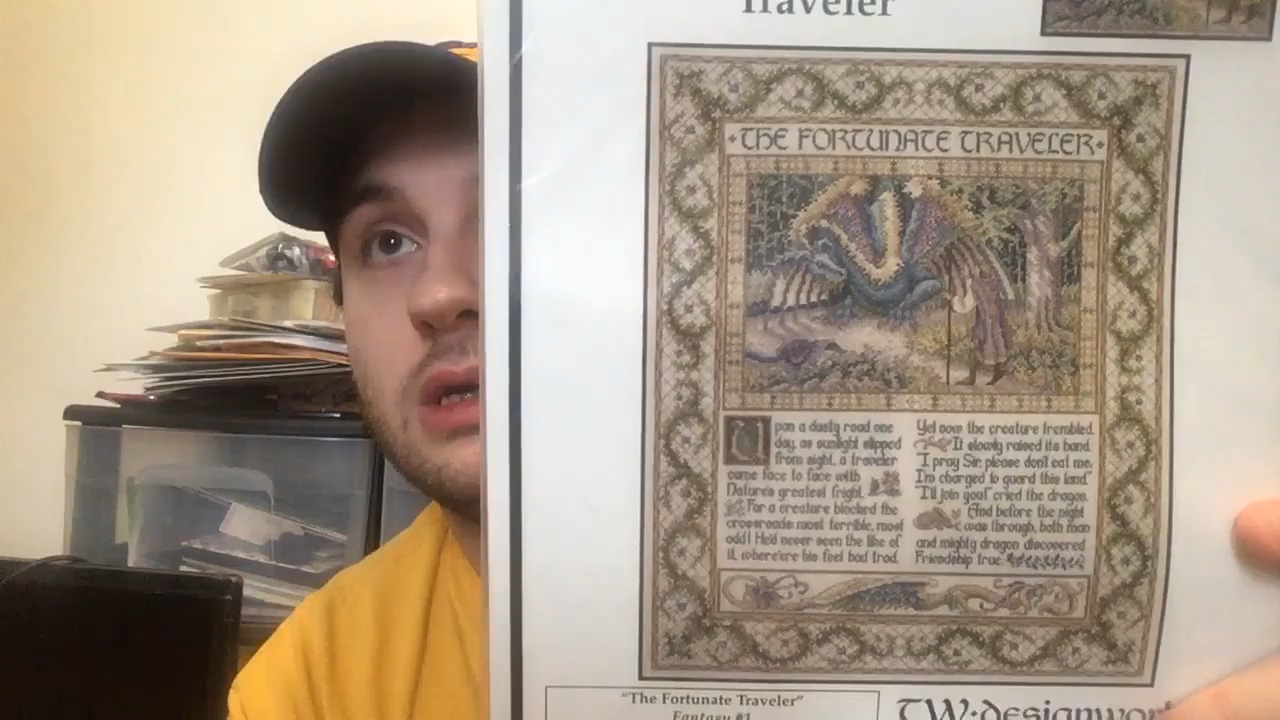 Traveler
THE FORTUNATE TRAVELER
Upon a dusty road one
day, as sunlight slipped
from sight, a traveler
came face to face with
Nature's greatest fright.
For a creature blocked the
crossroads: most terrible, most
odd! He'd never seen the like of
it, where'ere his feet had trod.
Yet now the creature trembled.
It slowly raised its hand.
"I pray Sir, please don't eat me,
I'm charged to guard this land"
"I'll join you!" cried the dragon.
And before the night
was through, both man
and mighty dragon discovered
Friendship true.
"The Fortunate Traveler"
Fantasy #1
TW·designwor